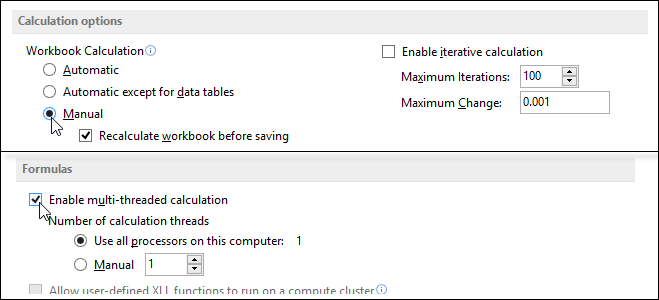 Calculation options
Workbook Calculation
Automatic
Automatic except for data tables
Manual
Recalculate workbook before saving
Enable iterative calculation
Maximum Iterations: 100
Maximum Change: 0.001
Formulas
Enable multi-threaded calculation
Number of calculation threads
Use all processors on this computer: 1
Manual 1
Allow user-defined XLL functions to run on a compute cluster